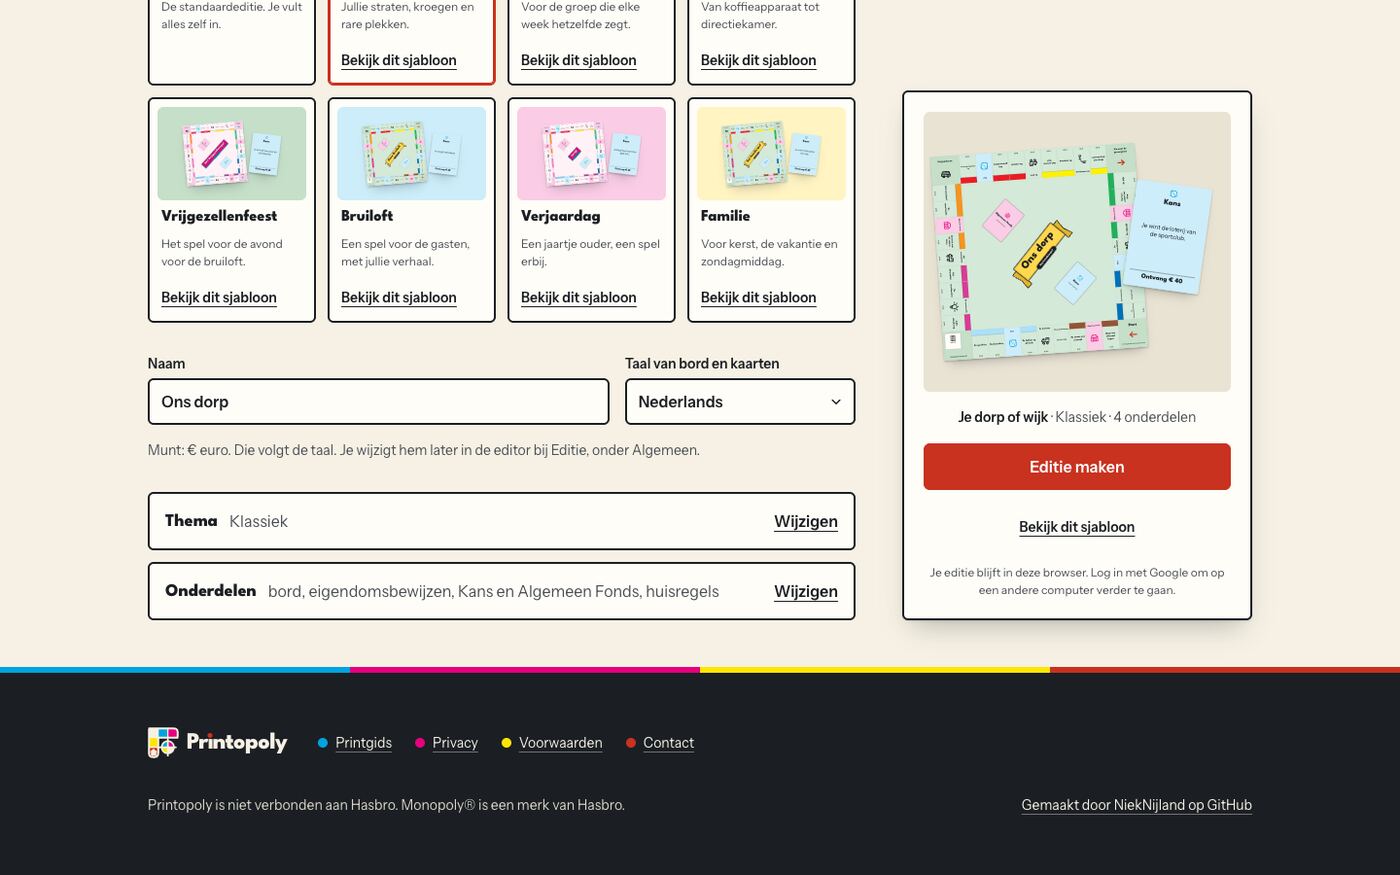 De standaardeditie. Je vult
alles zelf in.
Jullie straten, kroegen en
rare plekken.
Bekijk dit sjabloon
Voor de groep die elke
week hetzelfde zegt.
Bekijk dit sjabloon
Van koffieapparaat tot
directiekamer.
Bekijk dit sjabloon
Vrijgezellenfeest
Het spel voor de avond
voor de bruiloft.
Bekijk dit sjabloon
Bruiloft
Een spel voor de gasten,
met jullie verhaal.
Bekijk dit sjabloon
Verjaardag
Een jaartje ouder, een spel
erbij.
Bekijk dit sjabloon
Familie
Voor kerst, de vakantie en
zondagmiddag.
Bekijk dit sjabloon
Naam
Ons dorp
Taal van bord en kaarten
Nederlands
Munt: € euro. Die volgt de taal. Je wijzigt hem later in de editor bij Editie, onder Algemeen.
Thema Klassiek Wijzigen
Onderdelen bord, eigendomsbewijzen, Kans en Algemeen Fonds, huisregels Wijzigen
Ons dorp
Kans
Je wint de loterij van
de sportclub.
Ontvang € 40
Je dorp of wijk · Klassiek · 4 onderdelen
Editie maken
Bekijk dit sjabloon
Je editie blijft in deze browser. Log in met Google om op
een andere computer verder te gaan.
Printopoly
Printgids
Privacy
Voorwaarden
Contact
Printopoly is niet verbonden aan Hasbro. Monopoly® is een merk van Hasbro.
Gemaakt door NiekNijland op GitHub